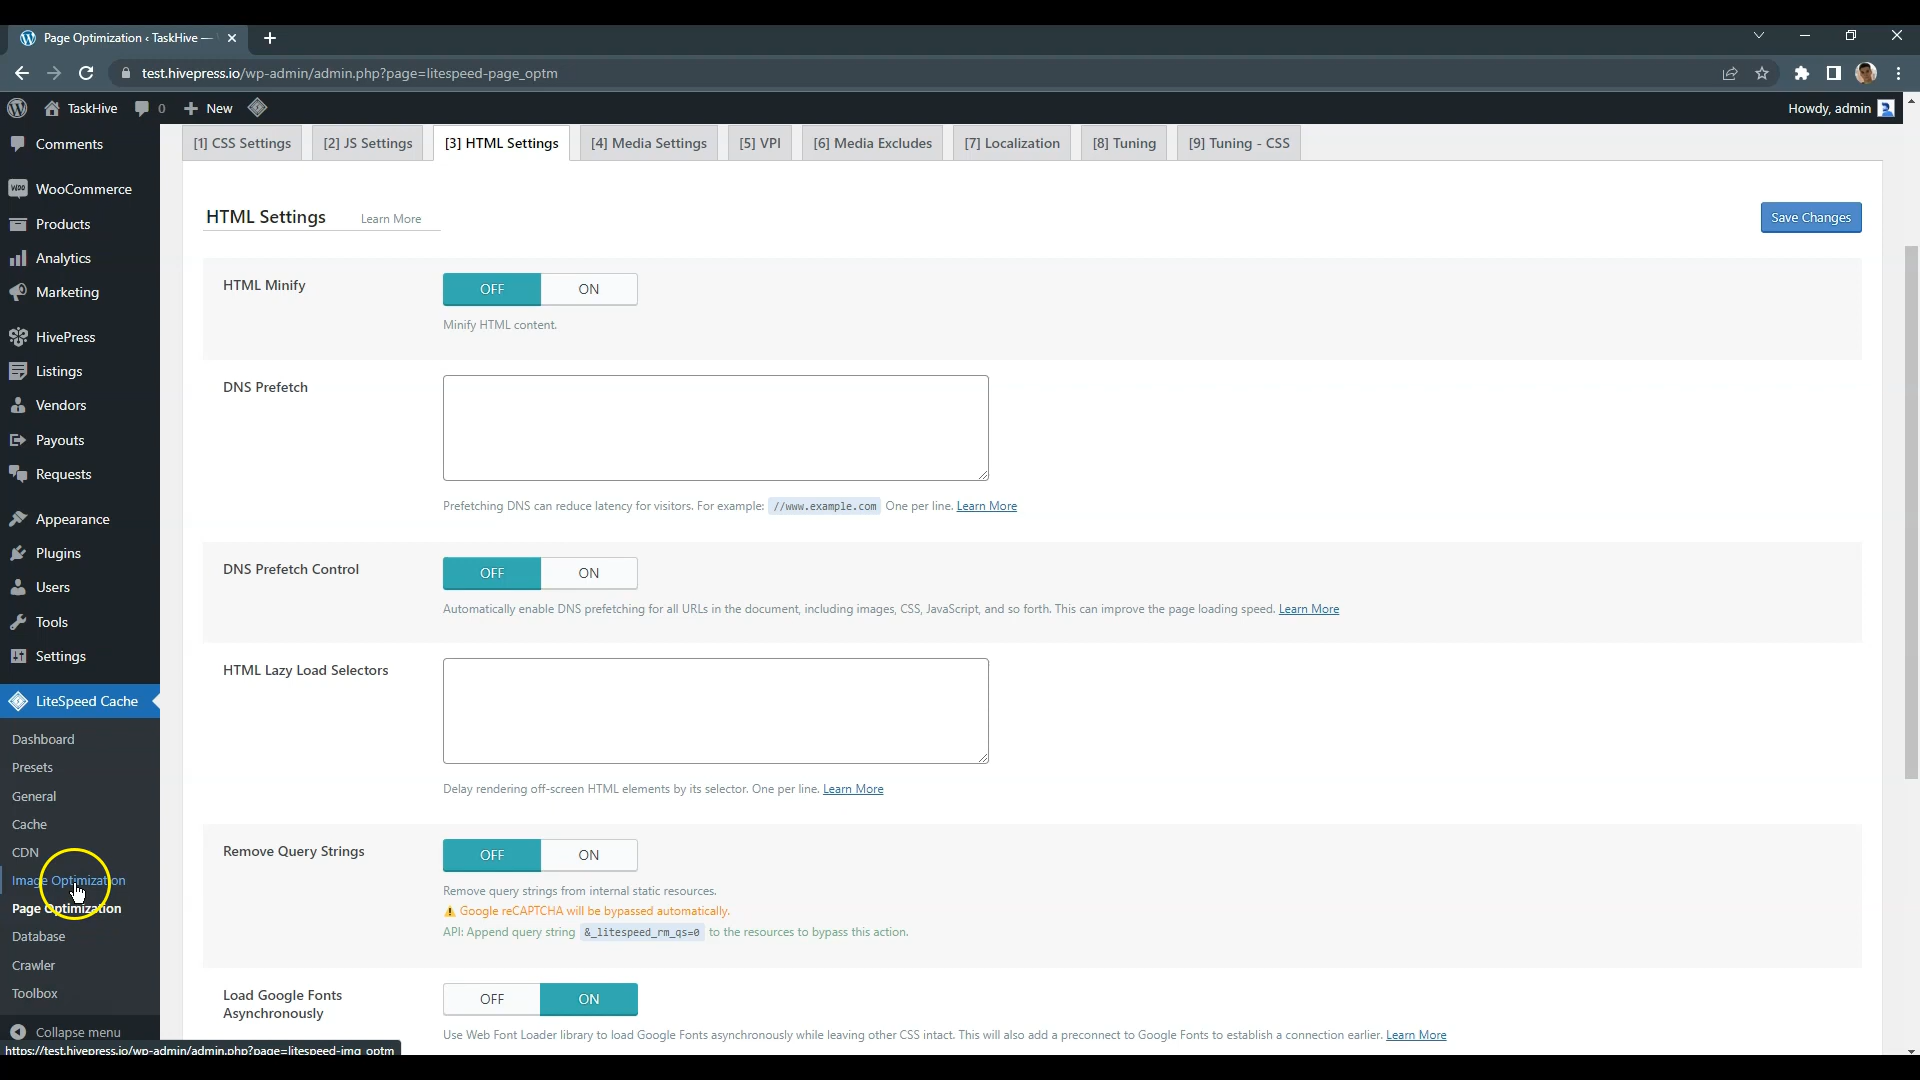 Page Optimization ‹ TaskHive —
test.hivepress.io/wp-admin/admin.php?page=litespeed-page_optm
TaskHive 0 New
Howdy, admin
Comments
WooCommerce
Products
Analytics
Marketing
HivePress
Listings
Vendors
Payouts
Requests
Appearance
Plugins
Users
Tools
Settings
LiteSpeed Cache
Dashboard
Presets
General
Cache
CDN
Image Optimization
Page Optimization
Database
Crawler
Toolbox
Collapse menu
https://test.hivepress.io/wp-admin/admin.php?page=litespeed-img_optm
[1] CSS Settings [2] JS Settings [3] HTML Settings [4] Media Settings [5] VPI [6] Media Excludes [7] Localization [8] Tuning [9] Tuning - CSS
HTML Settings Learn More
Save Changes
HTML Minify
OFF ON
Minify HTML content.
DNS Prefetch
Prefetching DNS can reduce latency for visitors. For example: //www.example.com One per line. Learn More
DNS Prefetch Control
OFF ON
Automatically enable DNS prefetching for all URLs in the document, including images, CSS, JavaScript, and so forth. This can improve the page loading speed. Learn More
HTML Lazy Load Selectors
Delay rendering off-screen HTML elements by its selector. One per line. Learn More
Remove Query Strings
OFF ON
Remove query strings from internal static resources.
Google reCAPTCHA will be bypassed automatically.
API: Append query string &_litespeed_rm_qs=0 to the resources to bypass this action.
Load Google Fonts
Asynchronously
OFF ON
Use Web Font Loader library to load Google Fonts asynchronously while leaving other CSS intact. This will also add a preconnect to Google Fonts to establish a connection earlier. Learn More